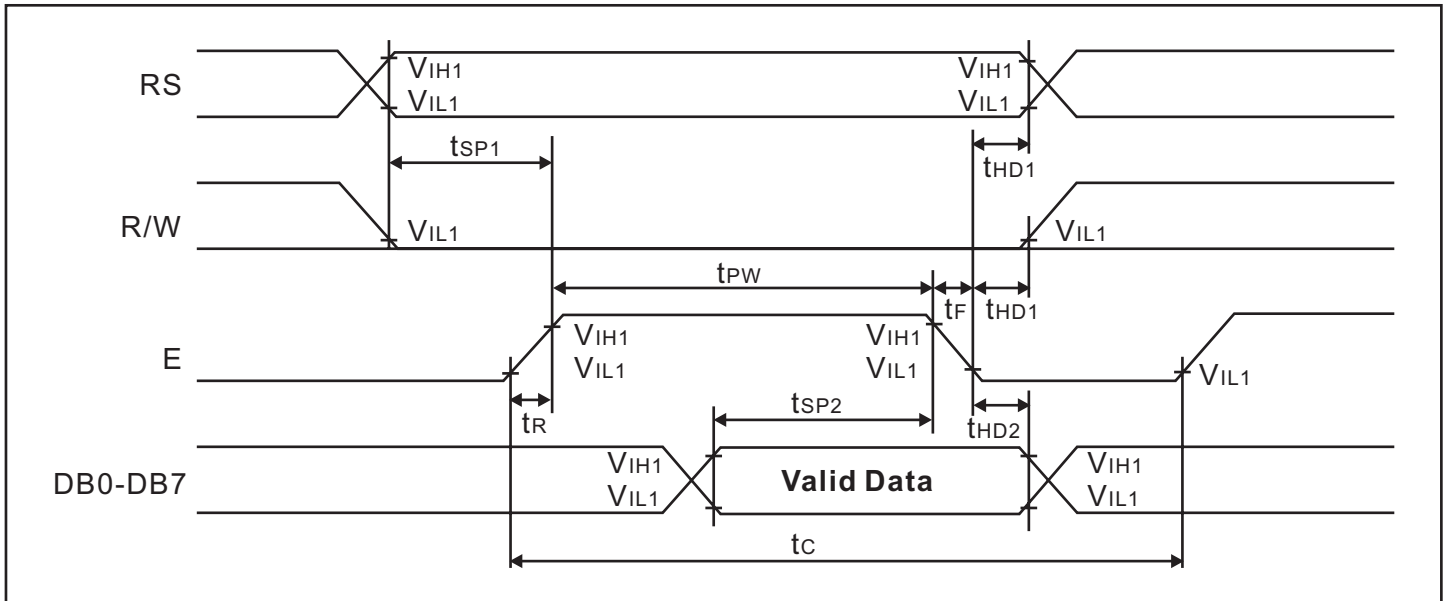 RS
VIH1 VIH1
VIL1 VIL1
tSP1 tHD1
R/W
VIL1 VIL1
tPW tF tHD1
E
VIH1 VIH1
VIL1 VIL1 VIL1
tR tSP2 tHD2
DB0-DB7
VIH1 Valid Data VIH1
VIL1 VIL1
tC